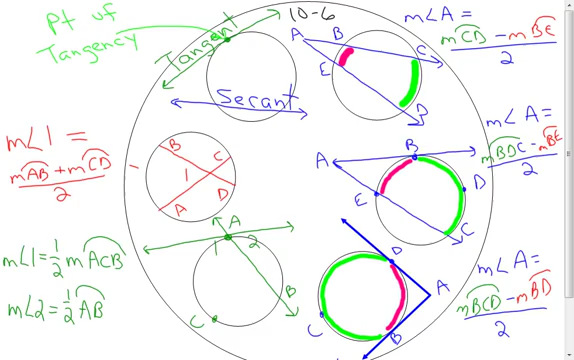 10-6
Pt of
Tangency
Tangent
Secant
A
B
C
E
D
m∠A =
mCD - mBE
2
m∠1 =
mAB + mCD
2
B
C
1
A
D
A
B
D
E
C
m∠A =
mBDC - mBE
2
m∠1 = 1/2 mACB
m∠2 = 1/2 AB
A
1
2
B
C
D
A
C
B
m∠A =
mBCD - mBD
2